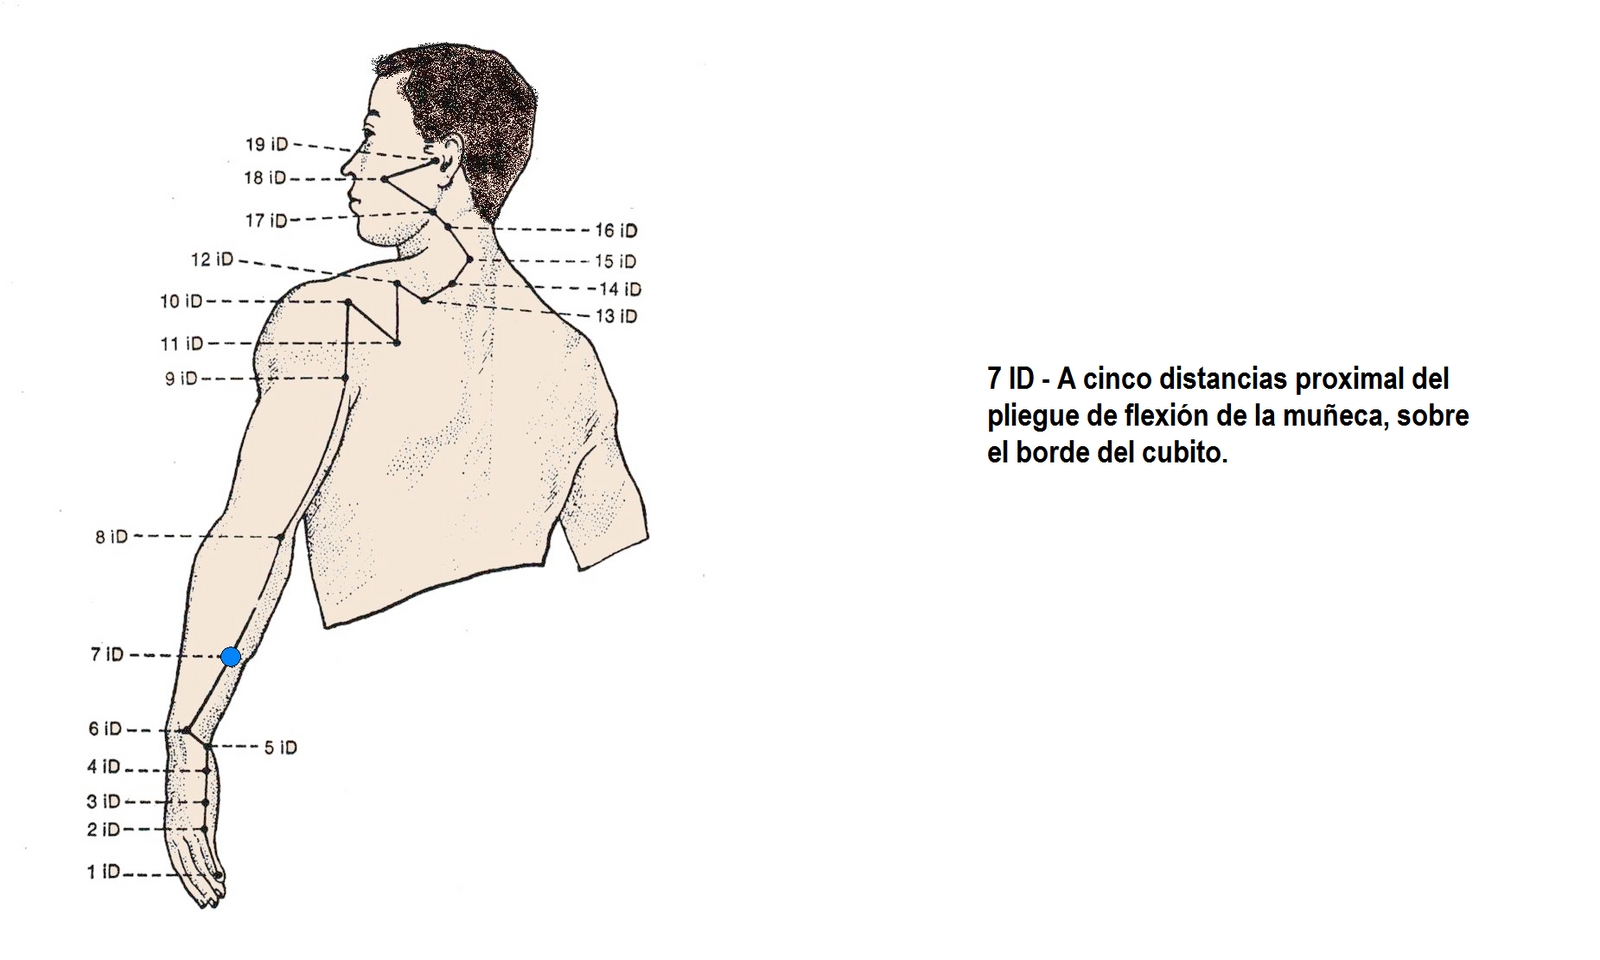 19 iD
18 iD
17 iD
16 iD
12 iD
15 iD
14 iD
10 iD
13 iD
11 iD
9 iD
7 ID - A cinco distancias proximal del
pliegue de flexión de la muñeca, sobre
el borde del cubito.
8 iD
7 iD
6 iD
5 iD
4 iD
3 iD
2 iD
1 iD